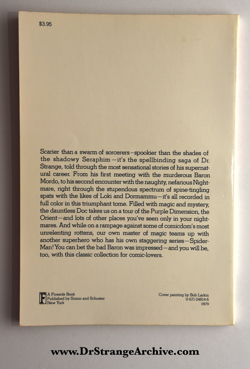 $3.95
Scarier than a swarm of sorcerers—spookier than the shades of
the shadowy Seraphim—it's the spellbinding saga of Dr.
Strange, told through the most sensational stories of his supernat-
ural career. From his first meeting with the murderous Baron
Mordo, to his second encounter with the naughty, nefarious Night-
mare, right through the stupendous spectrum of spine-tingling
spats with the likes of Loki and Dormammu—it's all recorded in
full color in this triumphant tome. Filled with magic and mystery,
the dauntless Doc takes us on a tour of the Purple Dimension, the
Orient—and lots of other places you've seen only in your night-
mares. And while on a rampage against some of comicdom's most
unrelenting rottens, our own master of magic teams up with
another superhero who has his own staggering series—Spider-
Man! You can bet the bad Baron was impressed—and you will be,
too, with this classic collection for comic-lovers.
A Fireside Book
Published by Simon and Schuster
New York
Cover painting by Bob Larkin
www.DrStrangeArchive.com